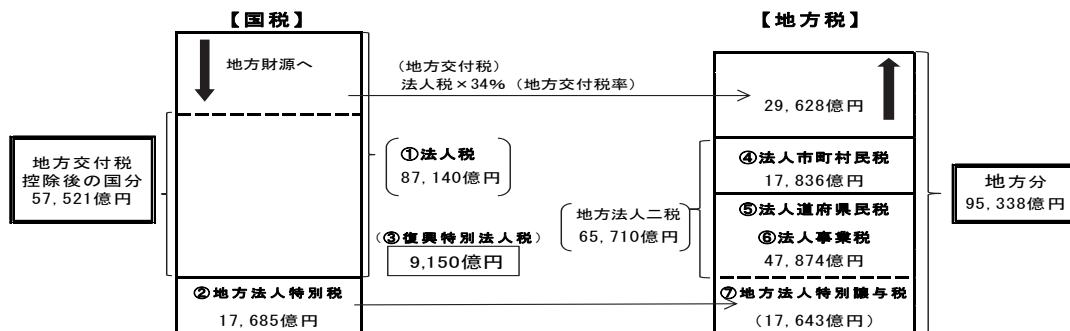 【国税】
【地方税】
地方財源へ
(地方交付税)
法人税×34% (地方交付税率)
29,628億円
地方交付税
控除後の国分
57,521億円
①法人税
87,140億円
(③復興特別法人税)
9,150億円
地方法人二税
65,710億円
④法人市町村民税
17,836億円
⑤法人道府県民税
⑥法人事業税
47,874億円
地方分
95,338億円
②地方法人特別税
17,685億円
⑦地方法人特別譲与税
(17,643億円)